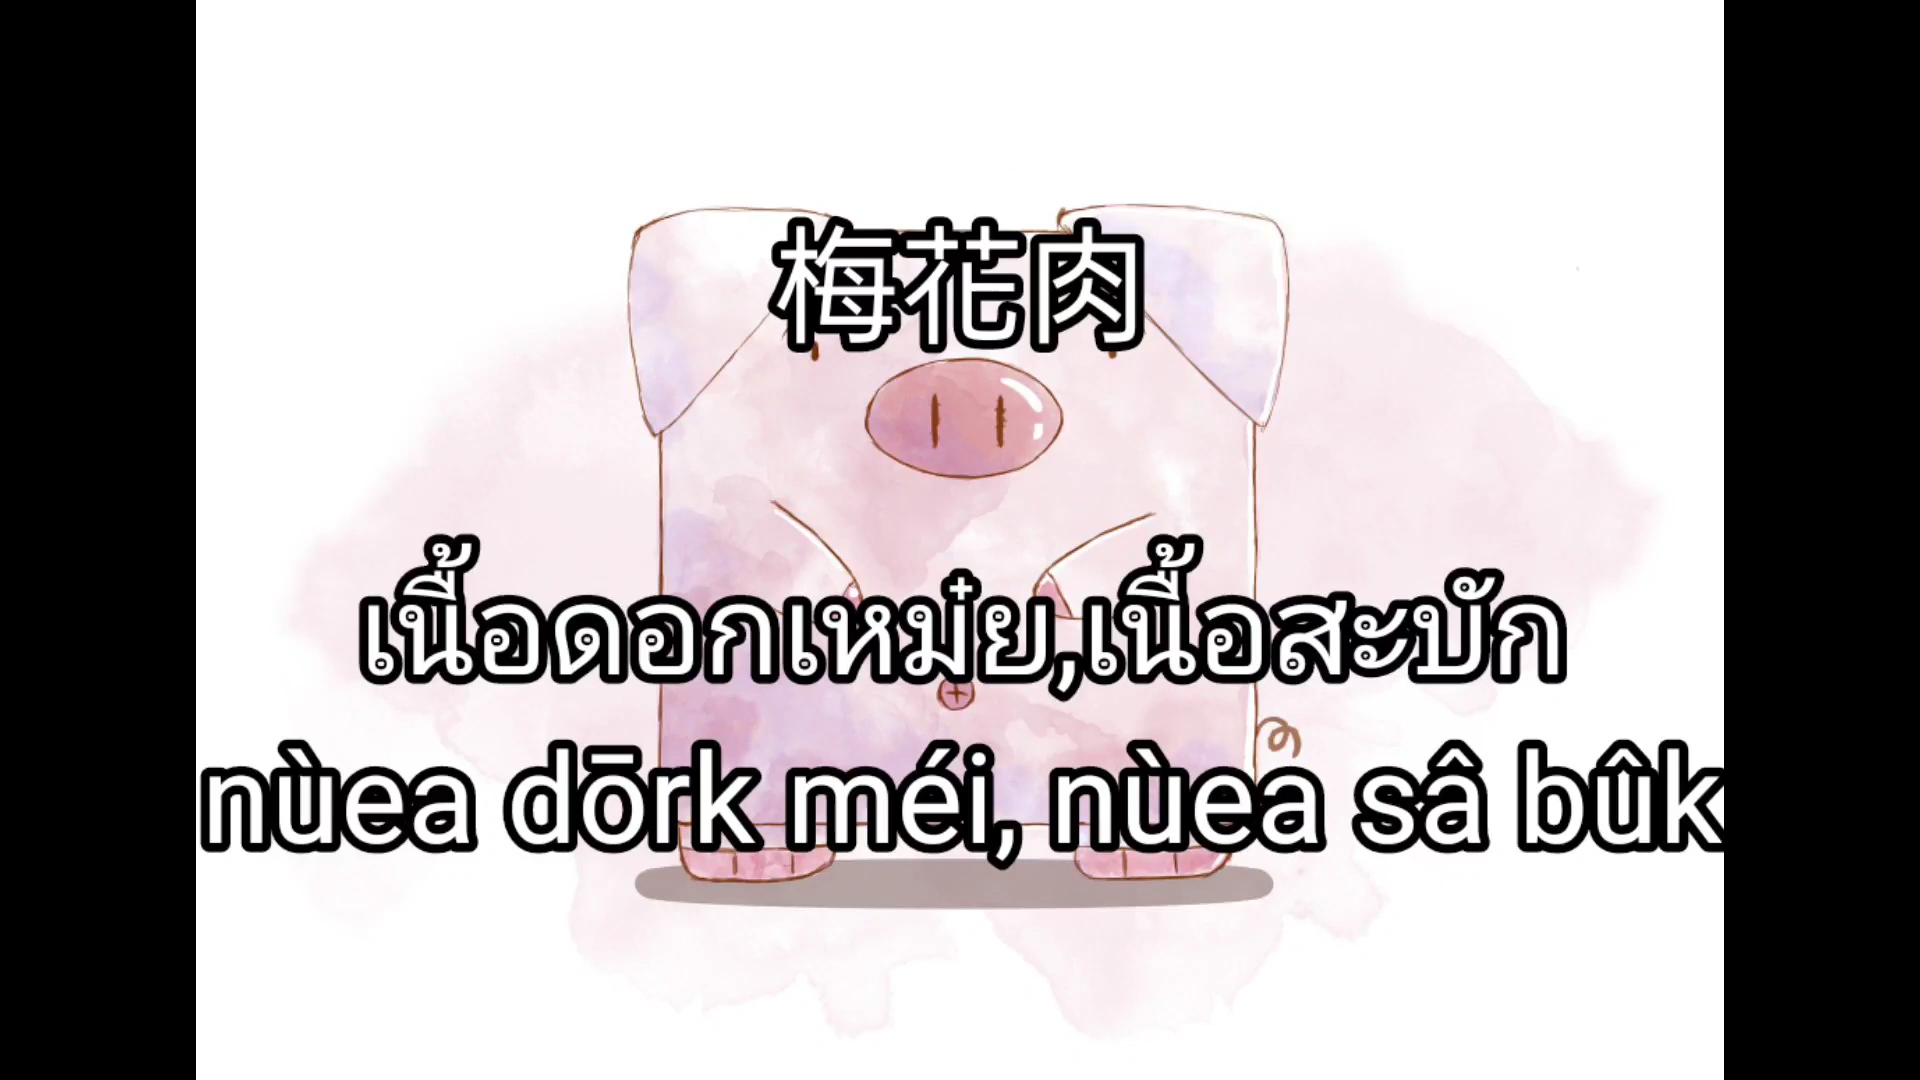 梅花肉
เนื้อดอกเหม๋ย,เนื้อสะบัก
nùea dōrk méi, nùea sâ bûk